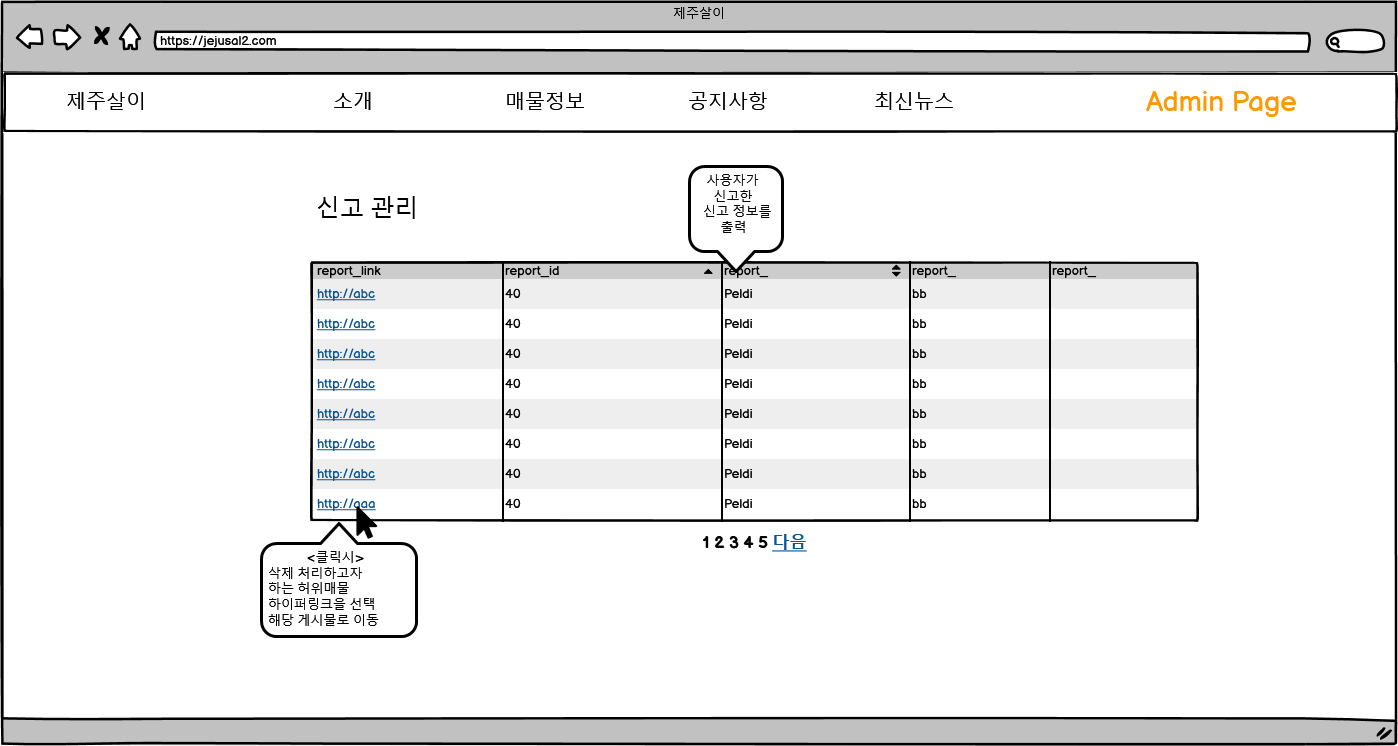 제주살이
https://jejusal2.com
제주살이 소개 매물정보 공지사항 최신뉴스 Admin Page
사용자가
신고한
신고 정보를
출력
신고 관리
report_link report_id report_ report_ report_
http://abc 40 Peldi bb
http://abc 40 Peldi bb
http://abc 40 Peldi bb
http://abc 40 Peldi bb
http://abc 40 Peldi bb
http://abc 40 Peldi bb
http://abc 40 Peldi bb
http://aaa 40 Peldi bb
1 2 3 4 5 다음
<클릭시>
삭제 처리하고자
하는 허위매물
하이퍼링크을 선택
해당 게시물로 이동